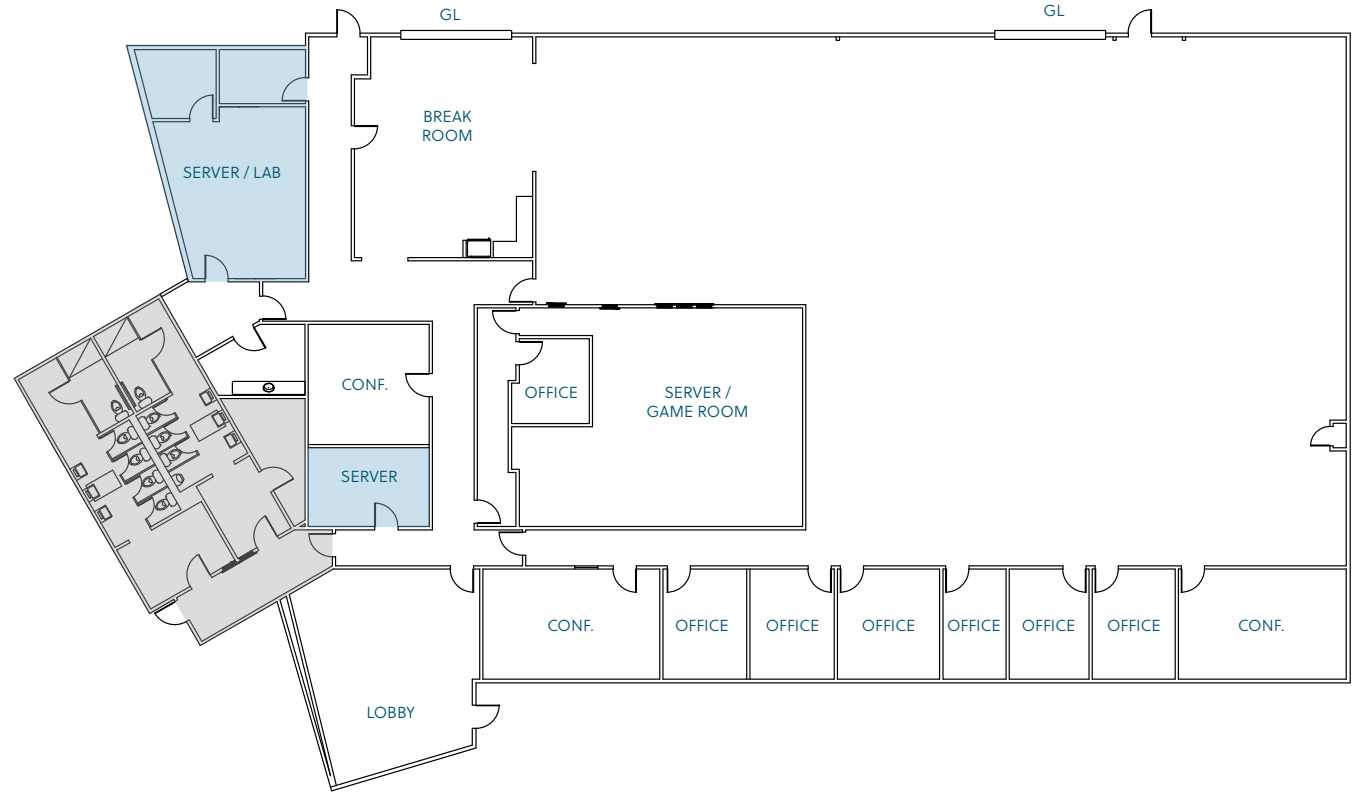 GL
GL
BREAK
ROOM
SERVER / LAB
CONF.
OFFICE
SERVER /
GAME ROOM
SERVER
CONF.
OFFICE
OFFICE
OFFICE
OFFICE
OFFICE
OFFICE
CONF.
LOBBY